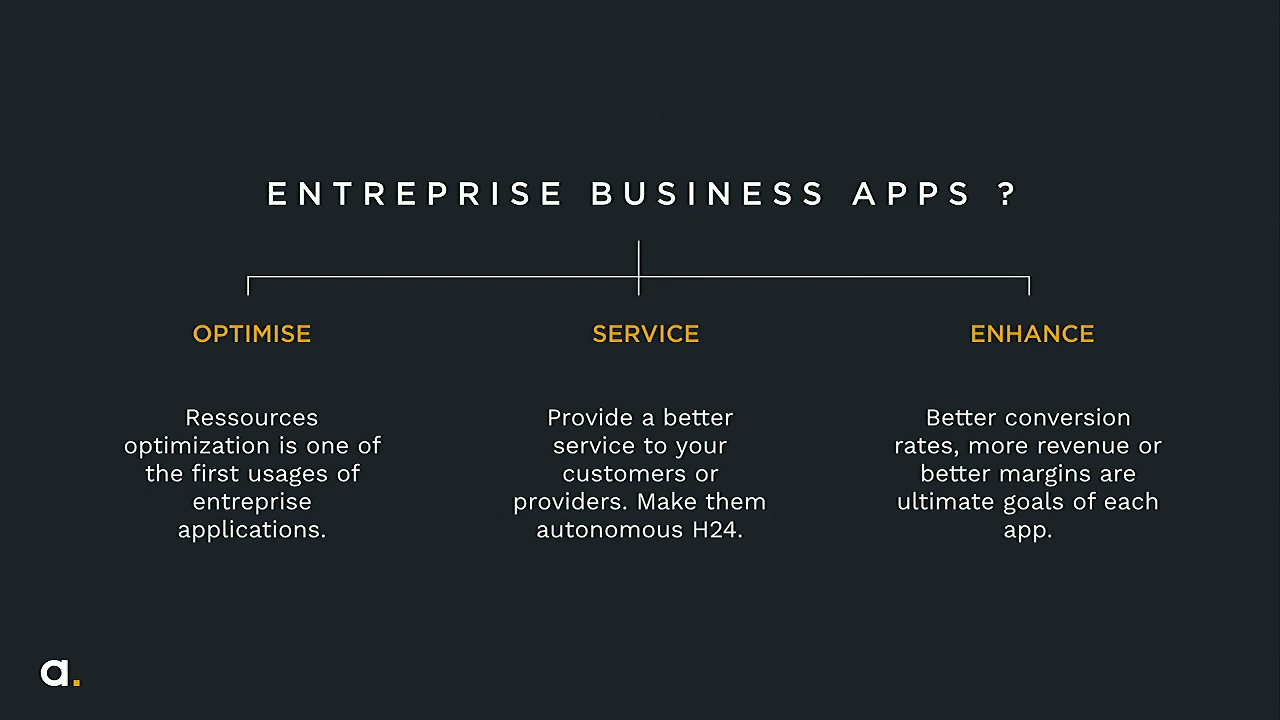 ENTREPRISE BUSINESS APPS ?
OPTIMISE
Ressources
optimization is one of
the first usages of
entreprise
applications.
SERVICE
Provide a better
service to your
customers or
providers. Make them
autonomous H24.
ENHANCE
Better conversion
rates, more revenue or
better margins are
ultimate goals of each
app.
a.